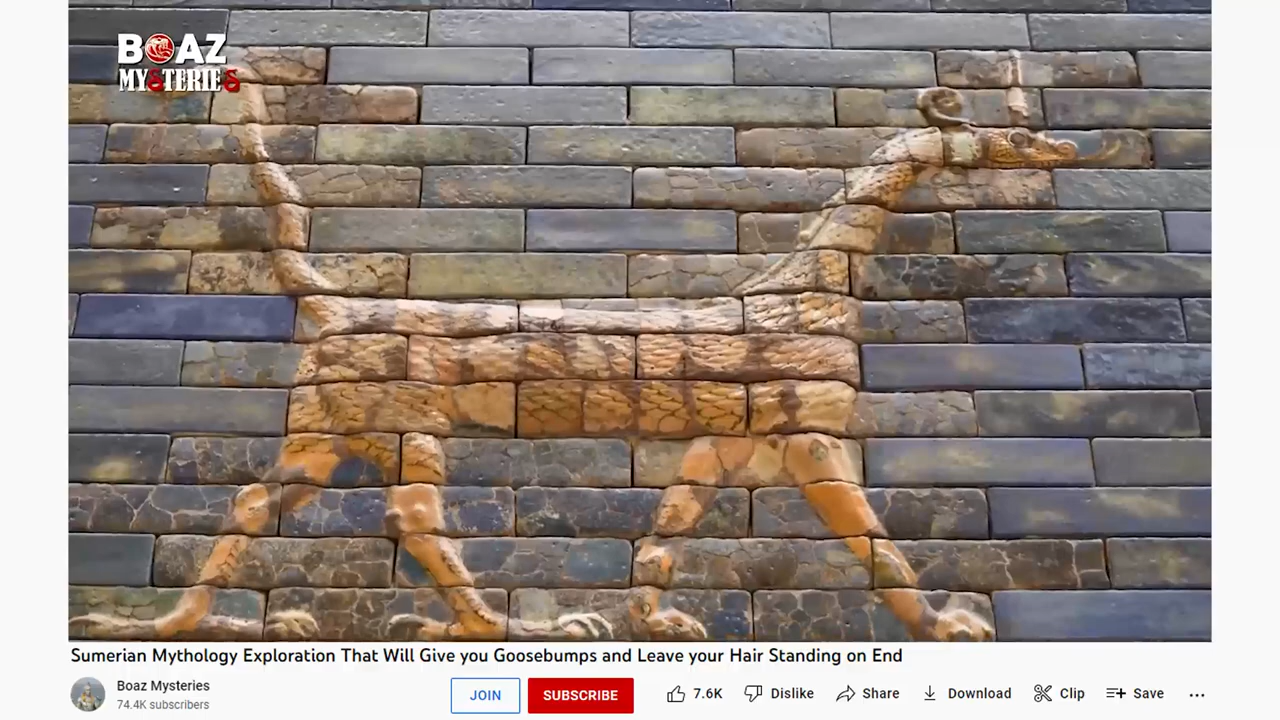 BOAZ
MYSTERIES
Sumerian Mythology Exploration That Will Give you Goosebumps and Leave your Hair Standing on End
Boaz Mysteries
74.4K subscribers
JOIN
SUBSCRIBE
7.6K
Dislike
Share
Download
Clip
Save